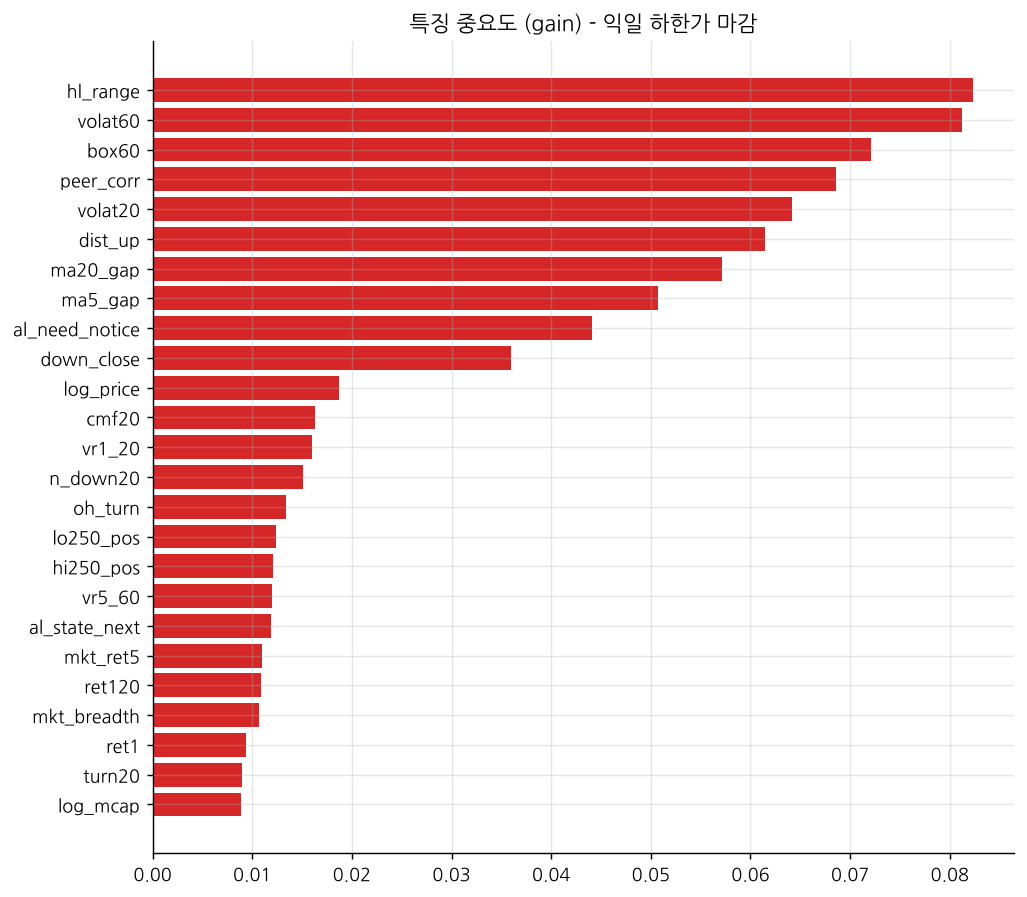 특징 중요도 (gain) - 익일 하한가 마감
hl_range
volat60
box60
peer_corr
volat20
dist_up
ma20_gap
ma5_gap
al_need_notice
down_close
log_price
cmf20
vr1_20
n_down20
oh_turn
lo250_pos
hi250_pos
vr5_60
al_state_next
mkt_ret5
ret120
mkt_breadth
ret1
turn20
log_mcap
0.00 0.01 0.02 0.03 0.04 0.05 0.06 0.07 0.08